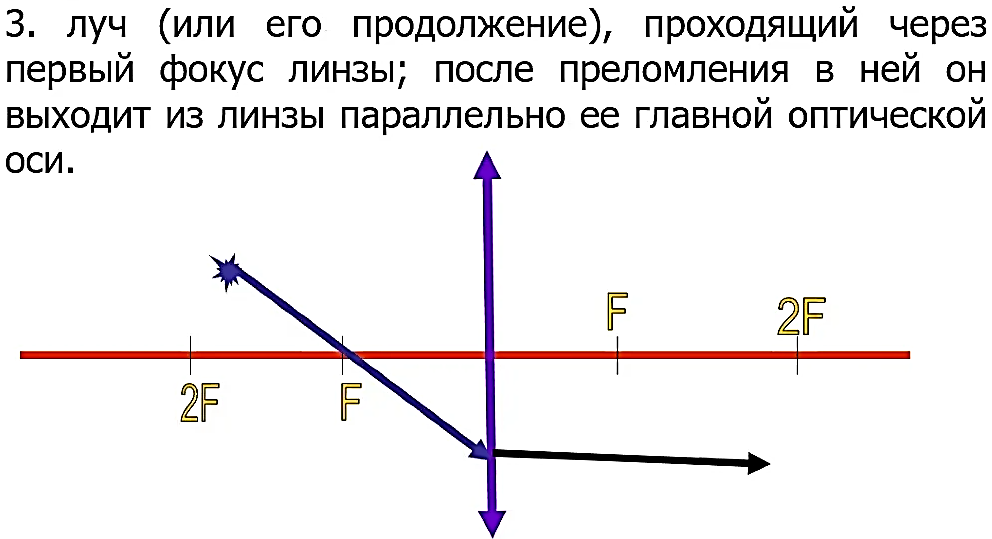 3. луч (или его продолжение), проходящий через
первый фокус линзы; после преломления в ней он
выходит из линзы параллельно ее главной оптической
оси.
F
2F
2F
F